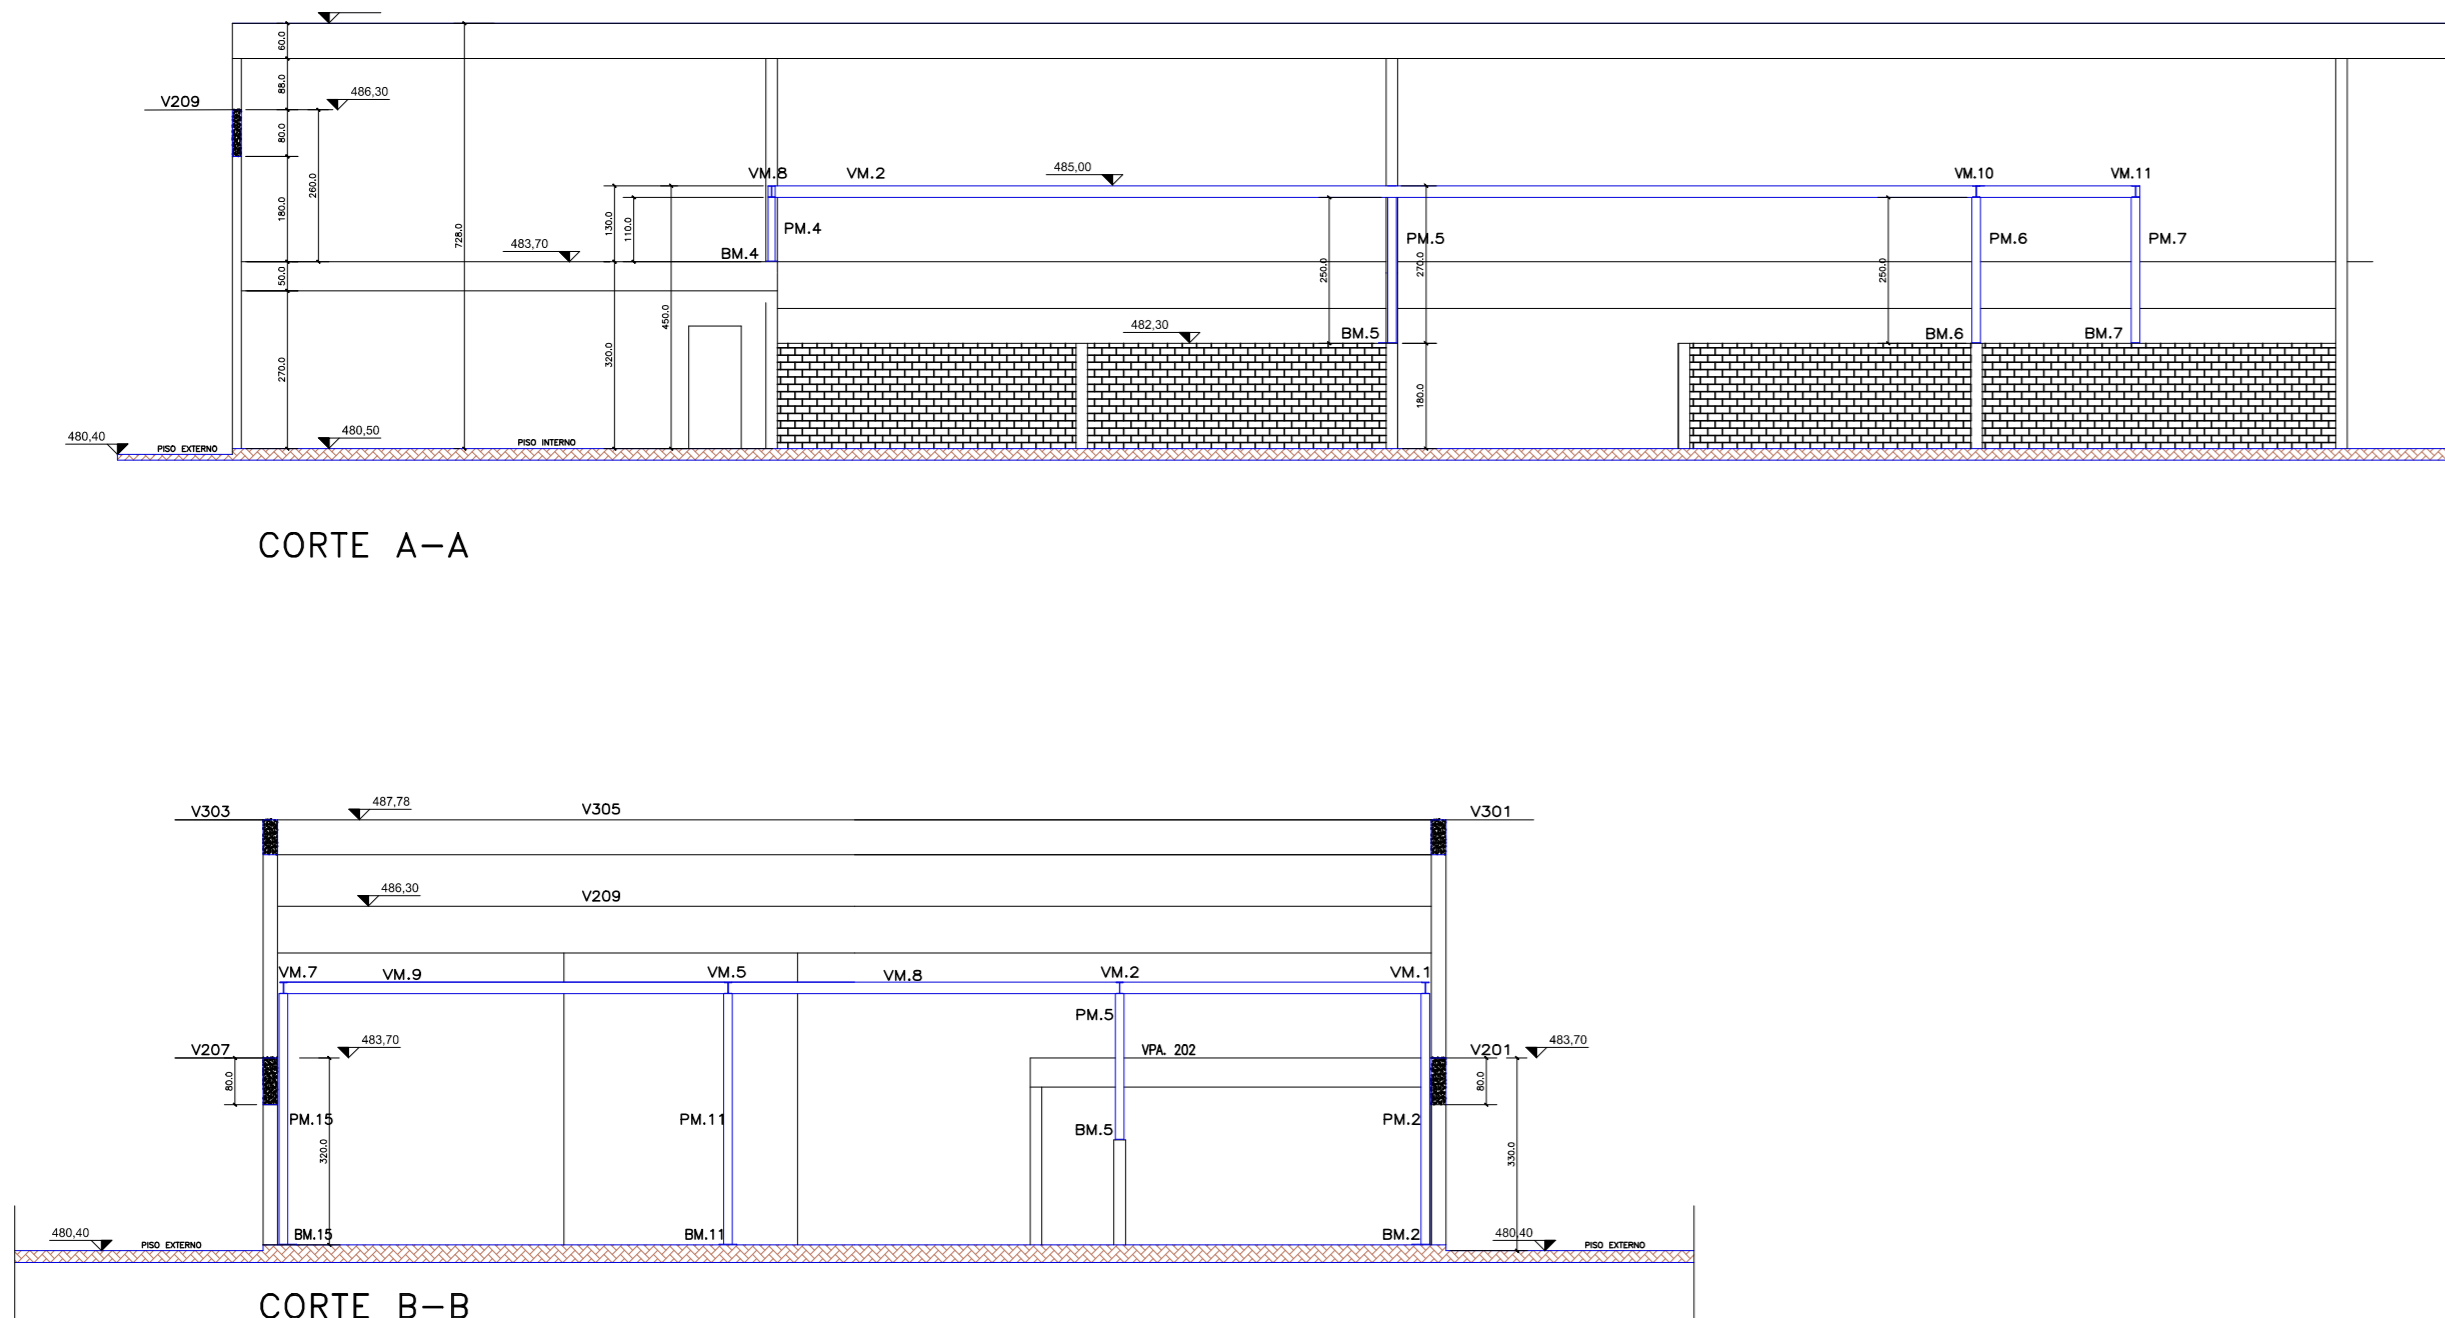 60.0
88.0
V209
486,30
80.0
260.0
180.0
728.0
483,70
50.0
270.0
130.0
110.0
450.0
320.0
VM.8
VM.2
485,00
PM.4
BM.4
VM.10
VM.11
PM.5
PM.6
PM.7
250.0
270.0
250.0
482,30
BM.5
BM.6
BM.7
180.0
480,40
PISO EXTERNO
480,50
PISO INTERNO
CORTE A-A
V303
487,78
V305
V301
486,30
V209
VM.7
VM.9
VM.5
VM.8
VM.2
VM.1
PM.5
V207
483,70
VPA. 202
V201
483,70
80.0
80.0
PM.15
PM.11
BM.5
PM.2
320.0
330.0
BM.15
BM.11
BM.2
480,40
PISO EXTERNO
480,40
PISO EXTERNO
CORTE B-B